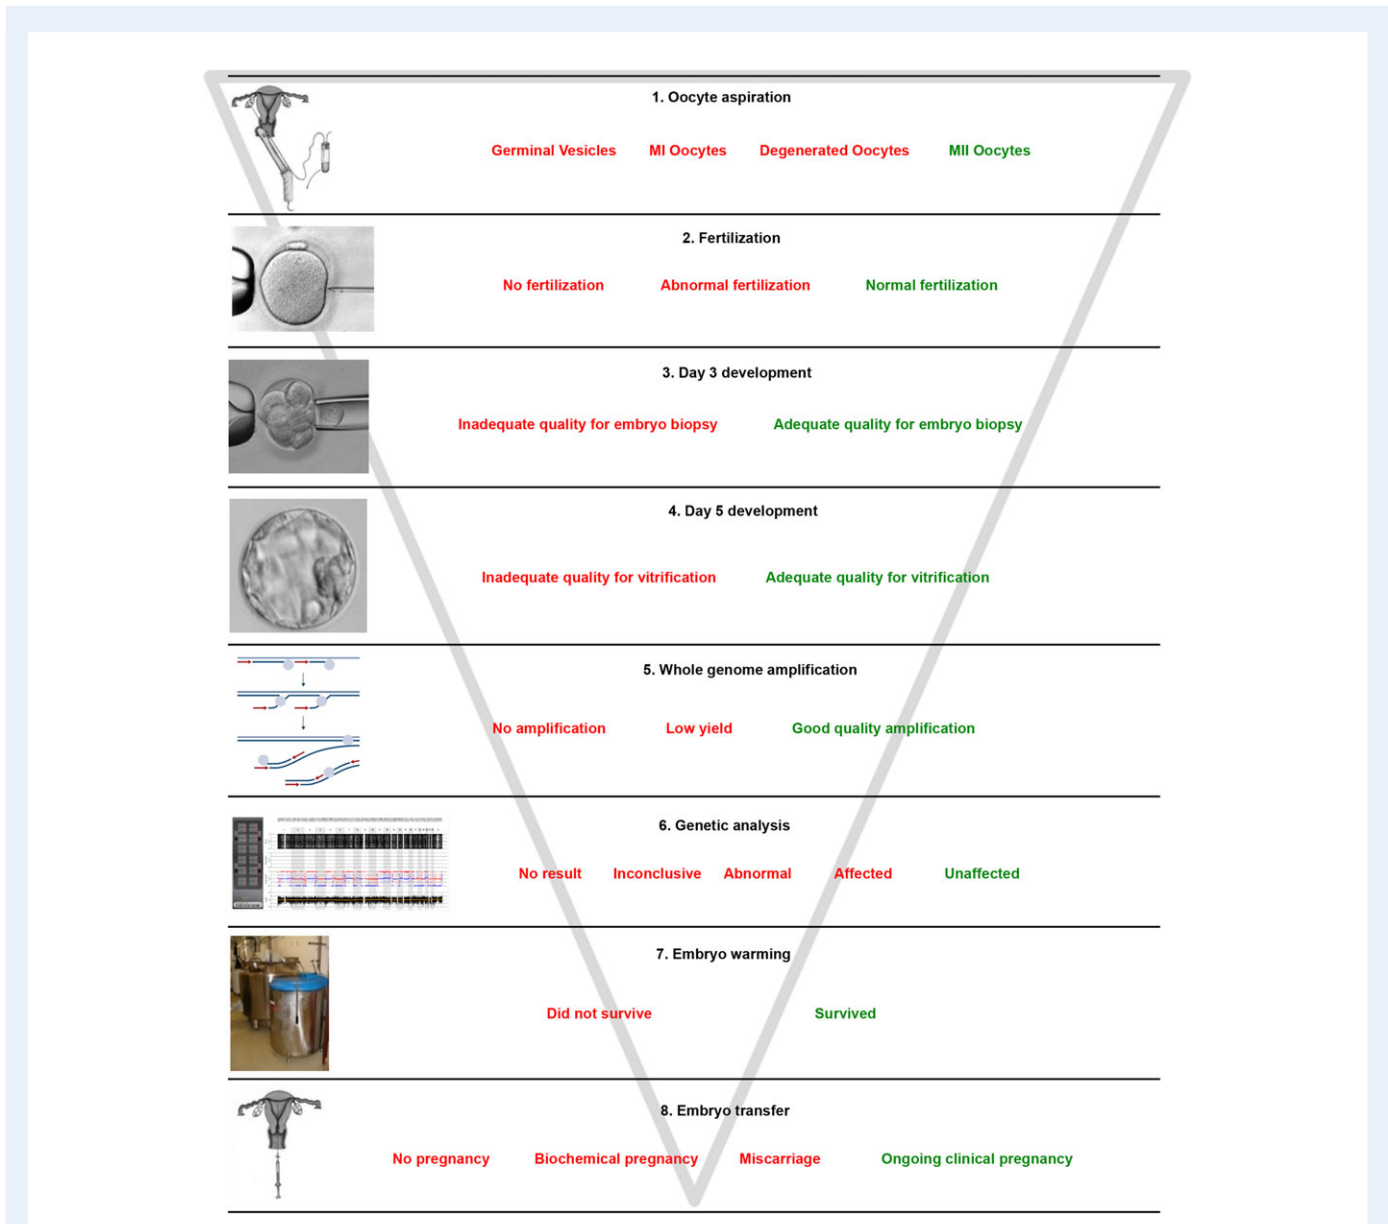 1. Oocyte aspiration
Germinal Vesicles MI Oocytes Degenerated Oocytes MII Oocytes
2. Fertilization
No fertilization Abnormal fertilization Normal fertilization
3. Day 3 development
Inadequate quality for embryo biopsy Adequate quality for embryo biopsy
4. Day 5 development
Inadequate quality for vitrification Adequate quality for vitrification
5. Whole genome amplification
No amplification Low yield Good quality amplification
6. Genetic analysis
No result Inconclusive Abnormal Affected Unaffected
7. Embryo warming
Did not survive Survived
8. Embryo transfer
No pregnancy Biochemical pregnancy Miscarriage Ongoing clinical pregnancy